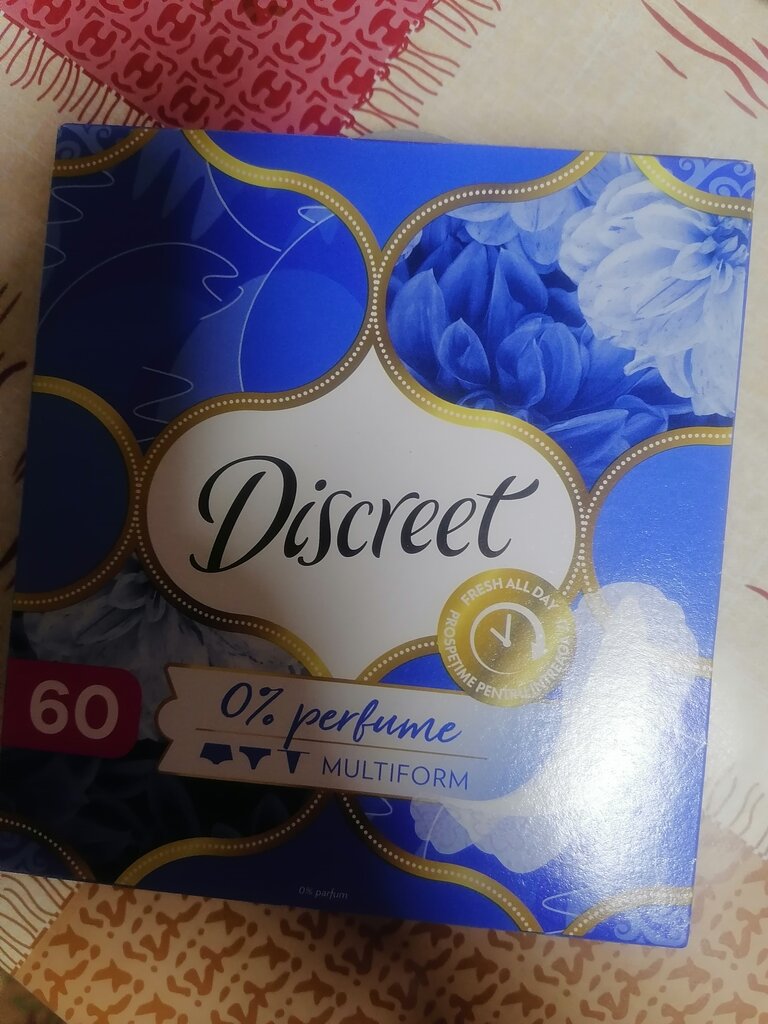 Discreet
FRESH ALL DAY
PROSPEȚIME PENTRU ÎNTREAGA ZI
60
0% perfume
MULTIFORM
0% parfum